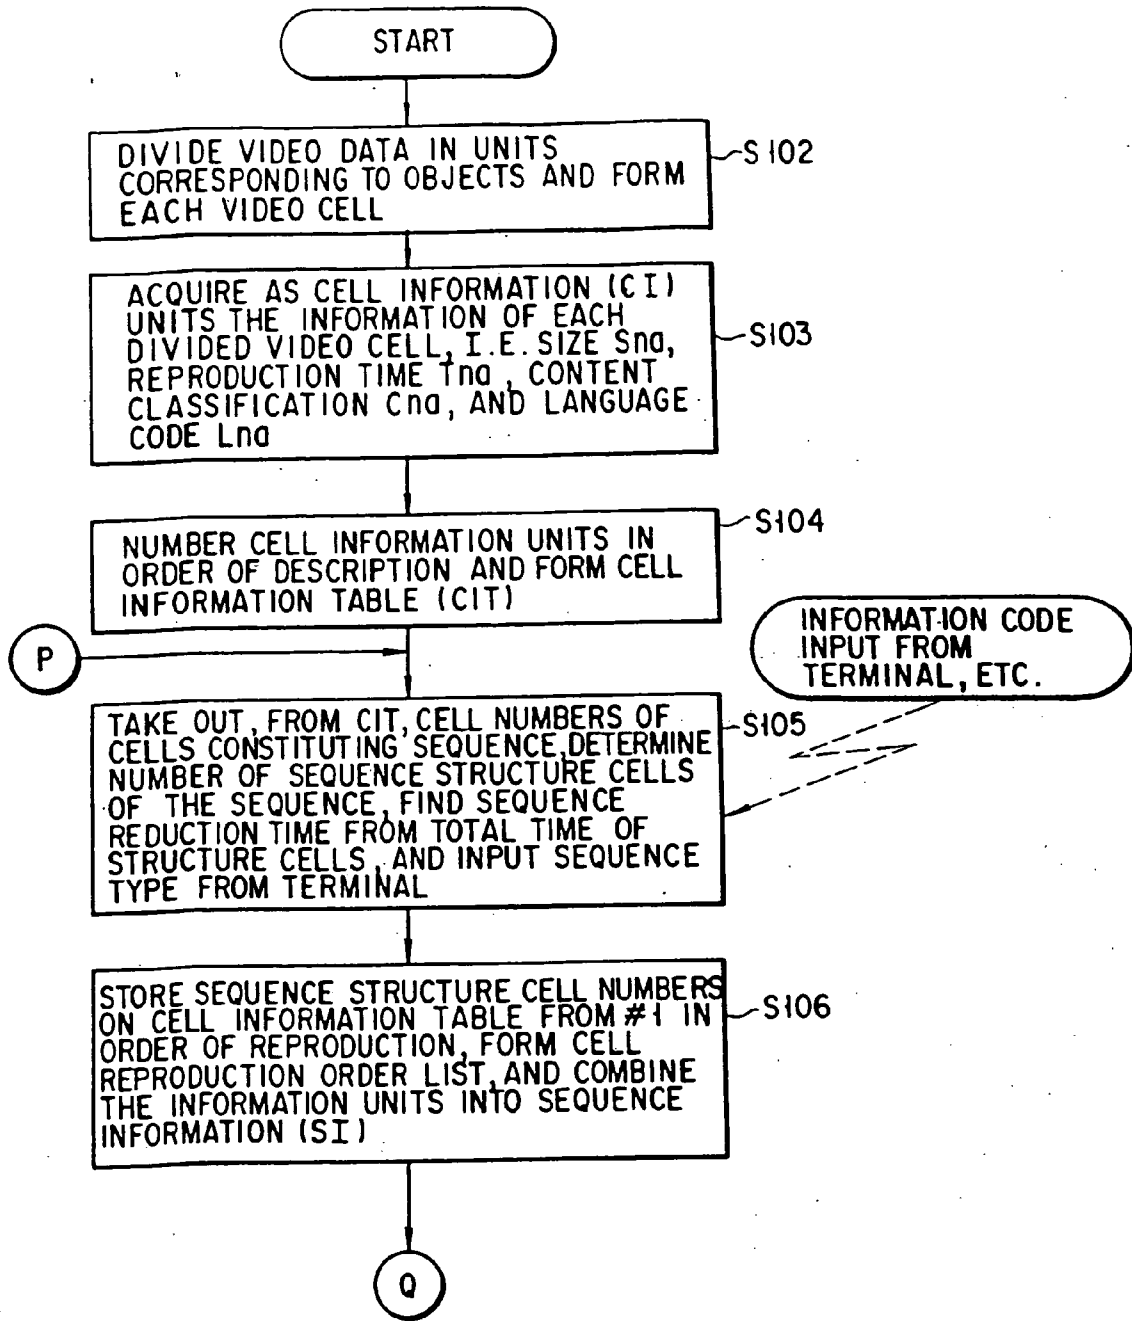 START
DIVIDE VIDEO DATA IN UNITS
CORRESPONDING TO OBJECTS AND FORM
EACH VIDEO CELL
S102
ACQUIRE AS CELL INFORMATION (CI)
UNITS THE INFORMATION OF EACH
DIVIDED VIDEO CELL, I.E. SIZE Sna,
REPRODUCTION TIME Tna, CONTENT
CLASSIFICATION Cna, AND LANGUAGE
CODE Lna
S103
NUMBER CELL INFORMATION UNITS IN
ORDER OF DESCRIPTION AND FORM CELL
INFORMATION TABLE (CIT)
S104
P
INFORMATION CODE
INPUT FROM
TERMINAL, ETC.
TAKE OUT, FROM CIT, CELL NUMBERS OF
CELLS CONSTITUTING SEQUENCE, DETERMINE
NUMBER OF SEQUENCE STRUCTURE CELLS
OF THE SEQUENCE, FIND SEQUENCE
REDUCTION TIME FROM TOTAL TIME OF
STRUCTURE CELLS, AND INPUT SEQUENCE
TYPE FROM TERMINAL
S105
STORE SEQUENCE STRUCTURE CELL NUMBERS
ON CELL INFORMATION TABLE FROM #1 IN
ORDER OF REPRODUCTION, FORM CELL
REPRODUCTION ORDER LIST, AND COMBINE
THE INFORMATION UNITS INTO SEQUENCE
INFORMATION (SI)
S106
Q